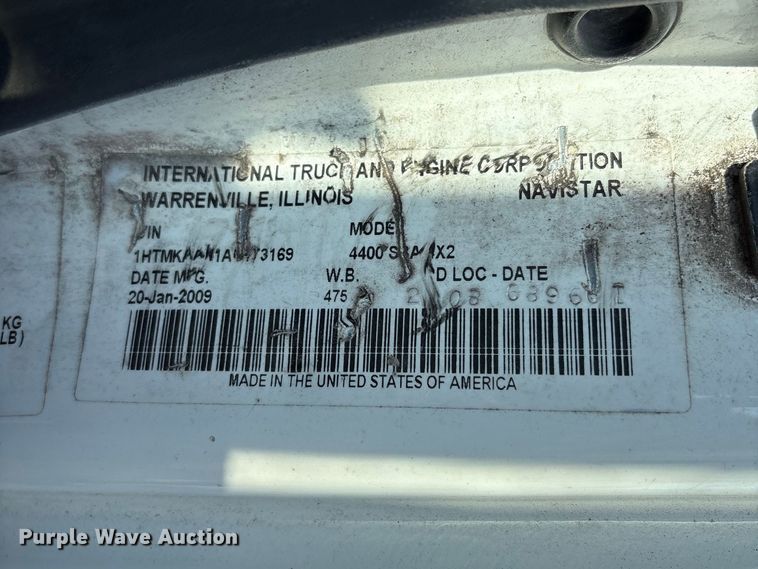 INTERNATIONAL TRUCK AND ENGINE CORPORATION
WARRENVILLE, ILLINOIS NAVISTAR
VIN MODEL
4400
DATE MFG. W.B. LOC - DATE
20-Jan-2009 475
MADE IN THE UNITED STATES OF AMERICA
KG
LB)
Purple Wave Auction